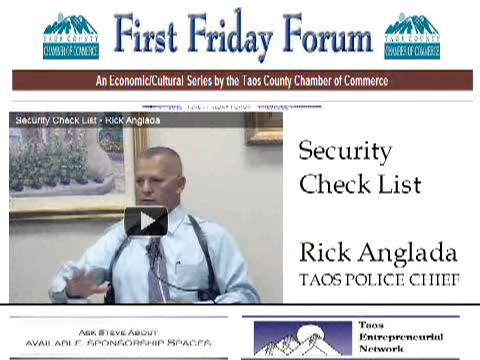 First Friday Forum
TAOS COUNTY
CHAMBER OF COMMERCE
TAOS COUNTY
CHAMBER OF COMMERCE
An Economic/Cultural Series by the Taos County Chamber of Commerce
Security Check List - Rick Anglada
Security
Check List
Rick Anglada
TAOS POLICE CHIEF
ASK STEVE ABOUT
AVAILABLE SPONSORSHIP SPACES
Taos
Entrepreneurial
Network